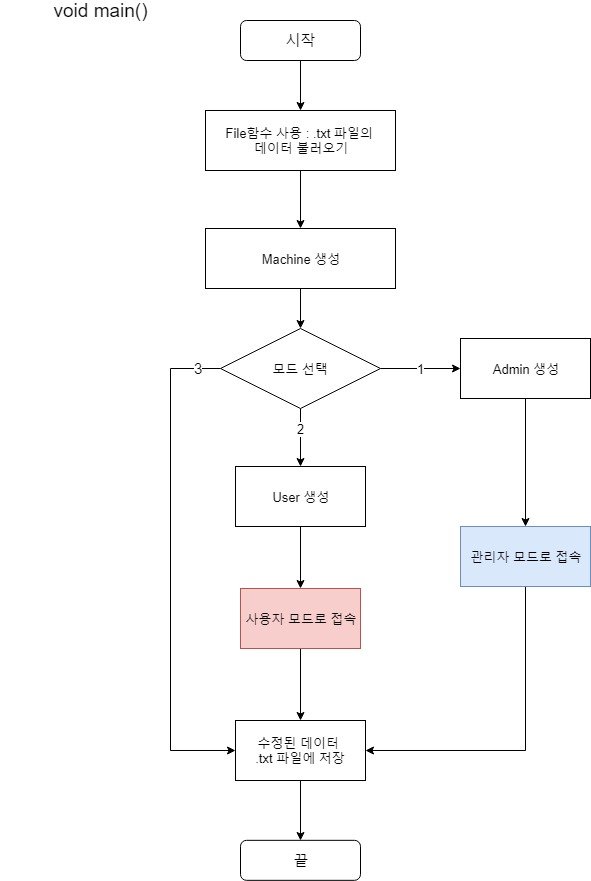 void main()
시작
File함수 사용 : .txt 파일의
데이터 불러오기
Machine 생성
모드 선택
3
1
Admin 생성
2
User 생성
관리자 모드로 접속
사용자 모드로 접속
수정된 데이터
.txt 파일에 저장
끝